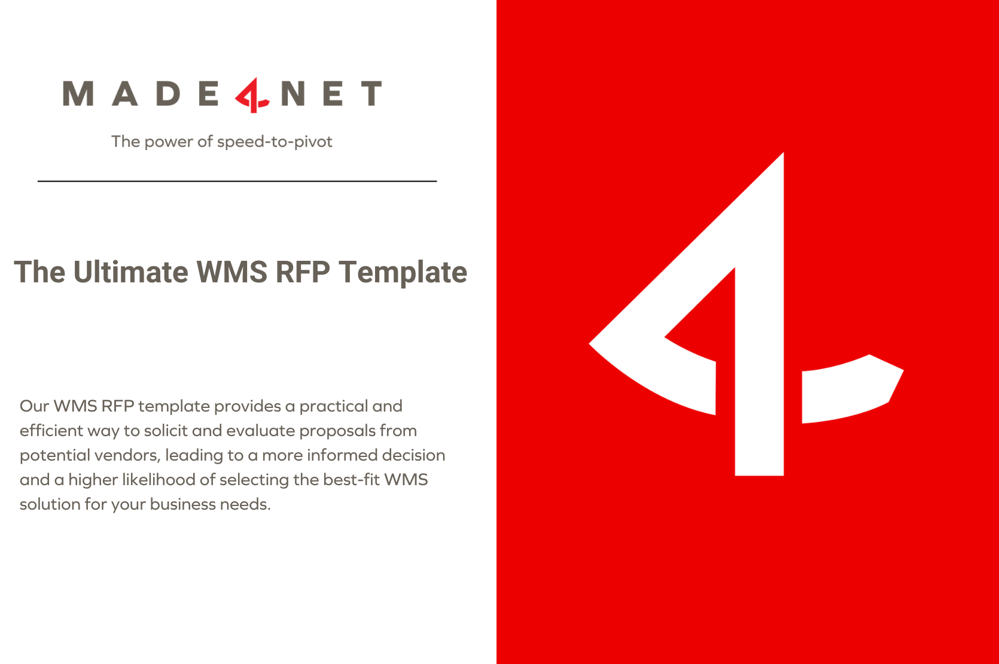 MADE4NET
The power of speed-to-pivot
The Ultimate WMS RFP Template
Our WMS RFP template provides a practical and
efficient way to solicit and evaluate proposals from
potential vendors, leading to a more informed decision
and a higher likelihood of selecting the best-fit WMS
solution for your business needs.
4